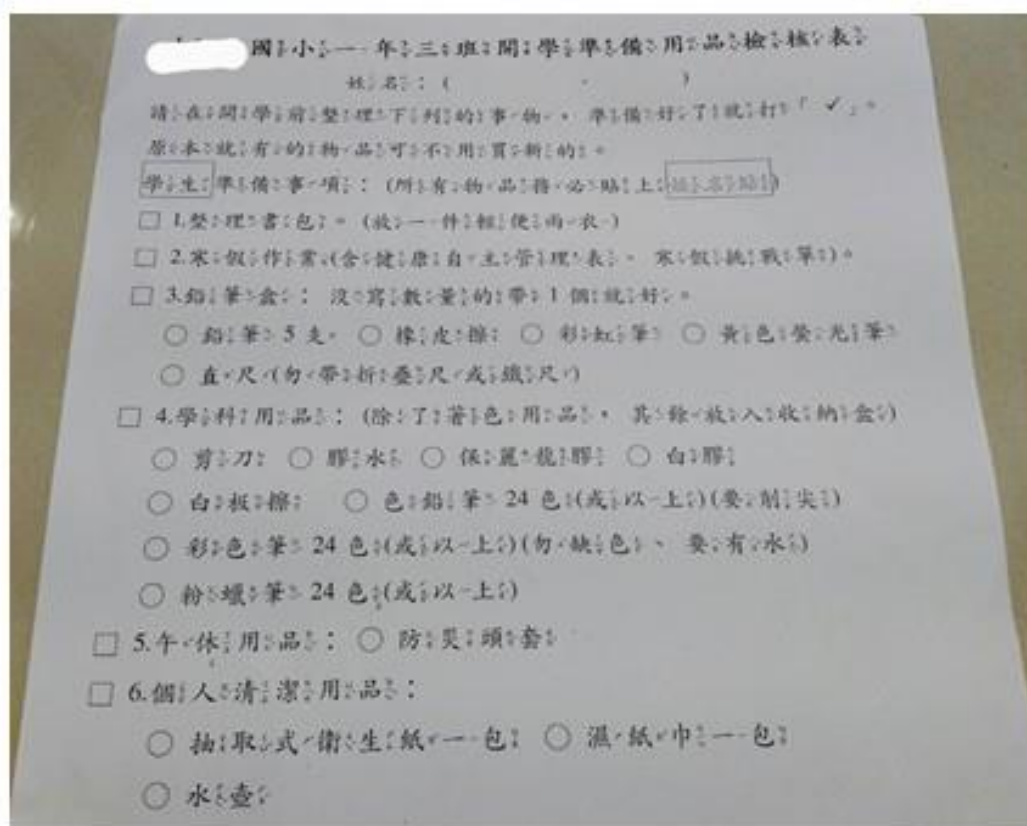 國小一年三班開學準備用品檢核表
姓名：( )
請在開學前整理下列的事物，準備好了就打「✓」。
原本就有的物品可不用買新的。
學生準備事項：(所有物品務必貼上姓名貼)
□ 1.整理書包。(放一件輕便雨衣)
□ 2.寒假作業(含健康自主管理表、寒假挑戰單)。
□ 3.鉛筆盒：沒寫數量的帶 1 個就好。
○ 鉛筆 5 支 ○ 橡皮擦 ○ 彩虹筆 ○ 黃色螢光筆
○ 直尺(勿帶折疊尺或鐵尺)
□ 4.學科用品：(除了著色用品，其餘放入收納盒)
○ 剪刀 ○ 膠水 ○ 保麗龍膠 ○ 白膠
○ 白板擦 ○ 色鉛筆 24 色(或以上)(要削尖)
○ 彩色筆 24 色(或以上)(勿缺色、要有水)
○ 粉蠟筆 24 色(或以上)
□ 5.午休用品：○ 防災頭套
□ 6.個人清潔用品：
○ 抽取式衛生紙一包 ○ 濕紙巾一包
○ 水壺